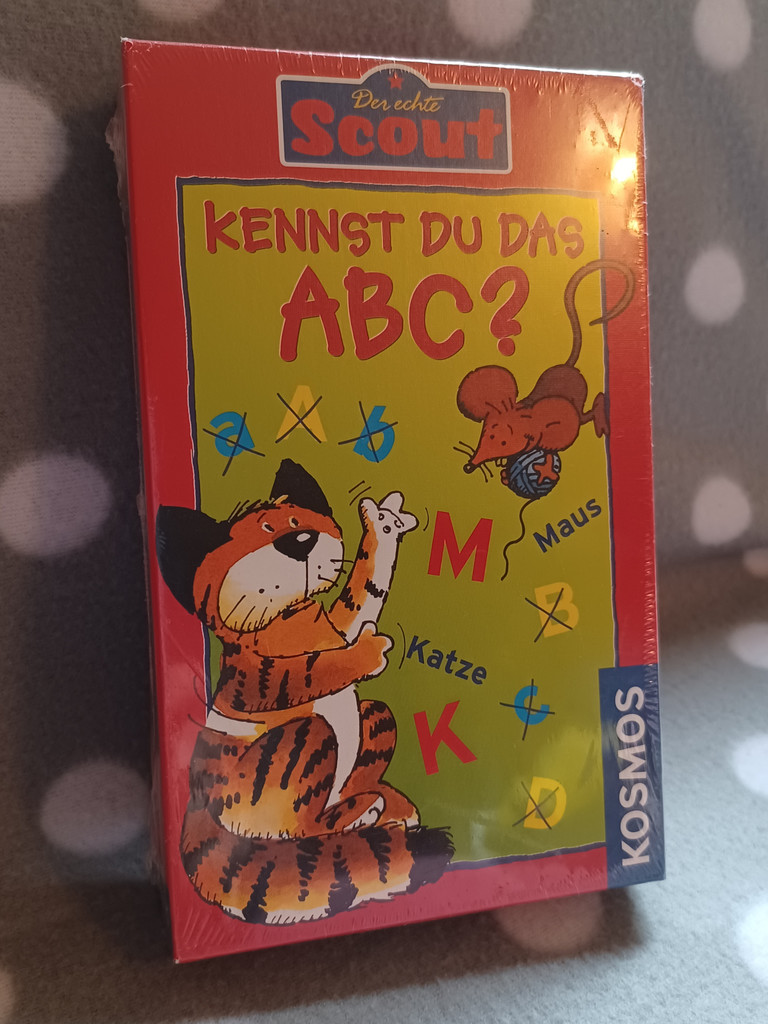 Der echte
Scout
KENNST DU DAS
ABC?
a A b
M
Maus
B
Katze
C
K
D
KOSMOS